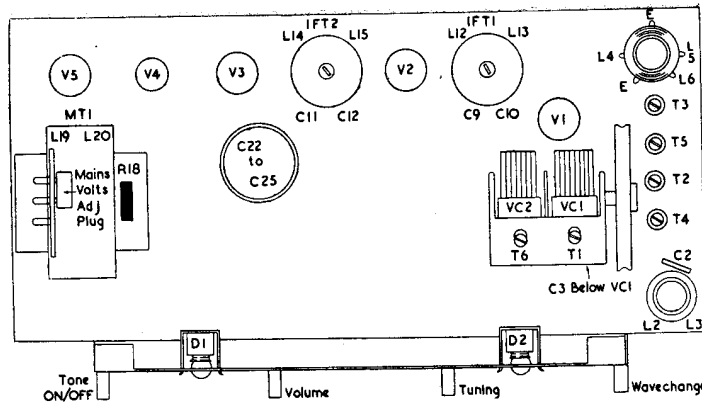 E
IFT2
IFT1
L14 L15
L12 L13
L4
L
5
E
L6
V5
V4
V3
V2
T3
MT1
C11 C12
C9 C10
V1
L19 L20
T5
C22
to
C25
Mains
Volts
Adj
Plug
R18
T2
VC2
VC1
T4
T6
T1
C2
C3 Below VC1
L2 L3
D1
D2
Tone
ON/OFF
Volume
Tuning
Wavechange